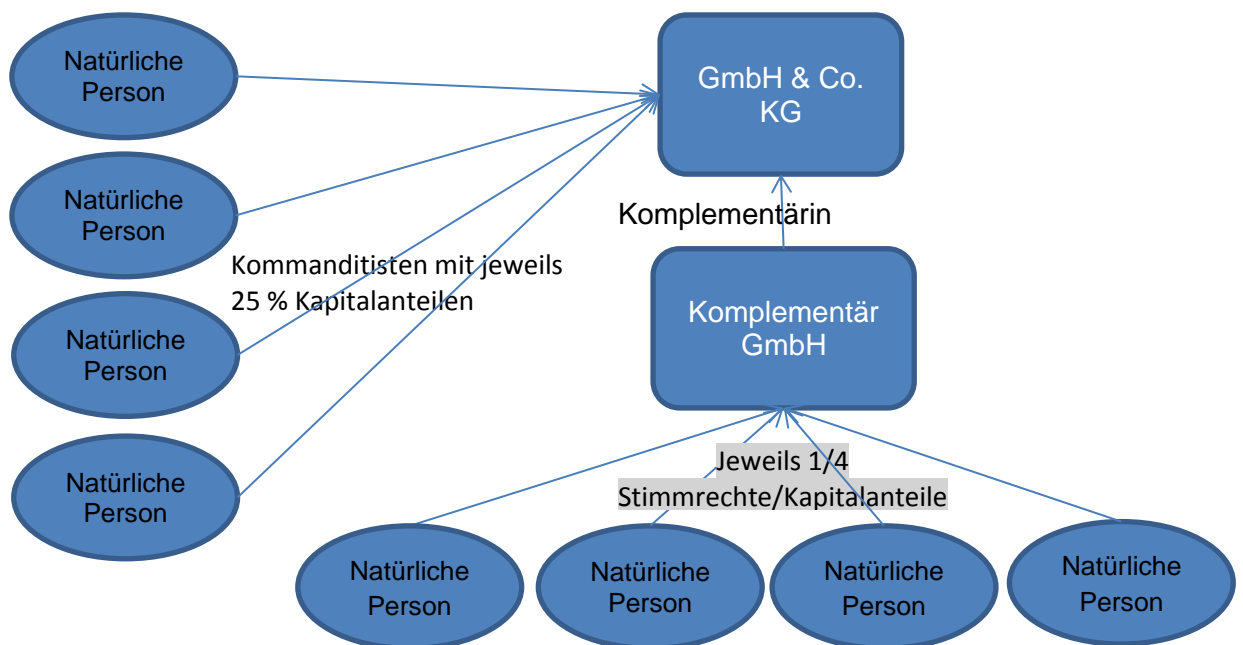 Natürliche
Person
GmbH & Co.
KG
Natürliche
Person
Komplementärin
Kommanditisten mit jeweils
25 % Kapitalanteilen
Natürliche
Person
Komplementär
GmbH
Natürliche
Person
Jeweils 1/4
Stimmrechte/Kapitalanteile
Natürliche
Person
Natürliche
Person
Natürliche
Person
Natürliche
Person